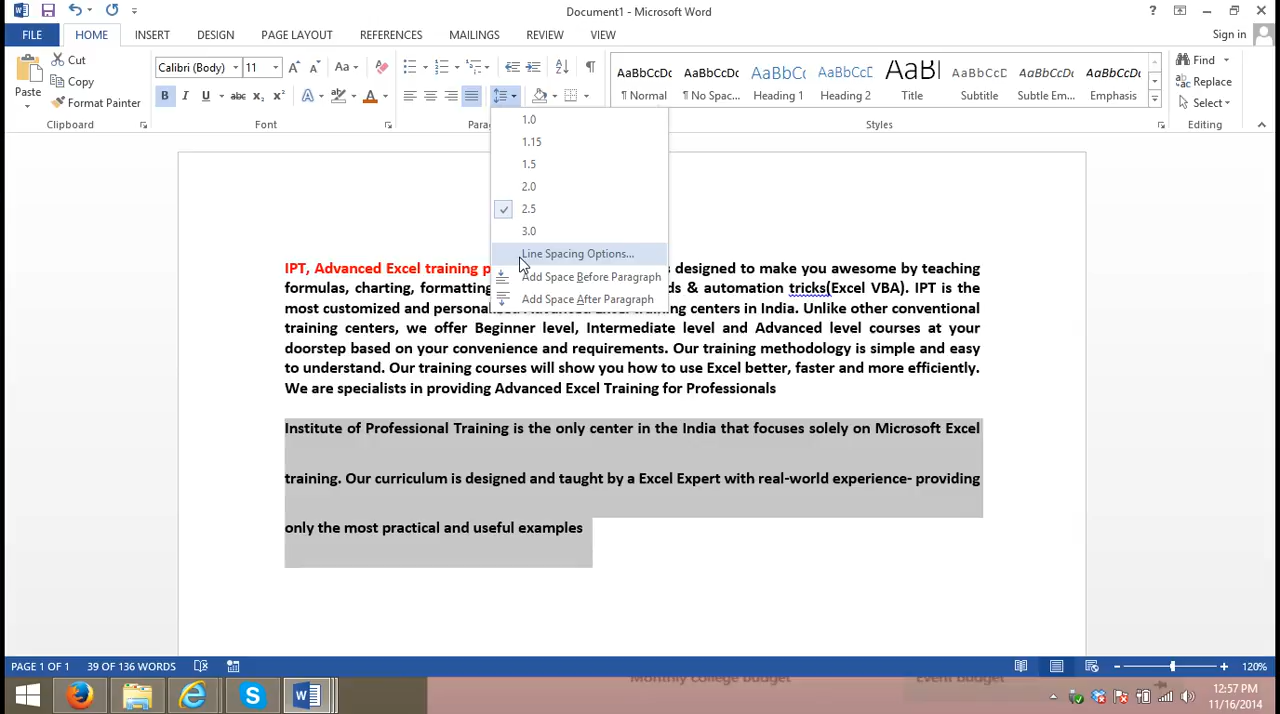 Document1 - Microsoft Word
?
FILE HOME INSERT DESIGN PAGE LAYOUT REFERENCES MAILINGS REVIEW VIEW Sign in
Paste
Cut
Copy
Format Painter
Clipboard
Calibri (Body) 11
Font
AaBbCcDc AaBbCcDc AaBbCc AaBbCcC AaBl AaBbCcD AaBbCcDc AaBbCcDc
¶ Normal ¶ No Spac... Heading 1 Heading 2 Title Subtitle Subtle Em... Emphasis
Styles
Find
Replace
Select
Editing
1.0
1.15
1.5
2.0
2.5
3.0
Line Spacing Options...
Add Space Before Paragraph
Add Space After Paragraph
IPT, Advanced Excel training designed to make you awesome by teaching
formulas, charting, formatting & automation tricks(Excel VBA). IPT is the
most customized and training centers in India. Unlike other conventional
training centers, we offer Beginner level, Intermediate level and Advanced level courses at your
doorstep based on your convenience and requirements. Our training methodology is simple and easy
to understand. Our training courses will show you how to use Excel better, faster and more efficiently.
We are specialists in providing Advanced Excel Training for Professionals
Institute of Professional Training is the only center in the India that focuses solely on Microsoft Excel
training. Our curriculum is designed and taught by a Excel Expert with real-world experience- providing
only the most practical and useful examples
PAGE 1 OF 1 39 OF 136 WORDS 120%
Monthly college budget Event budget
12:57 PM
11/16/2014